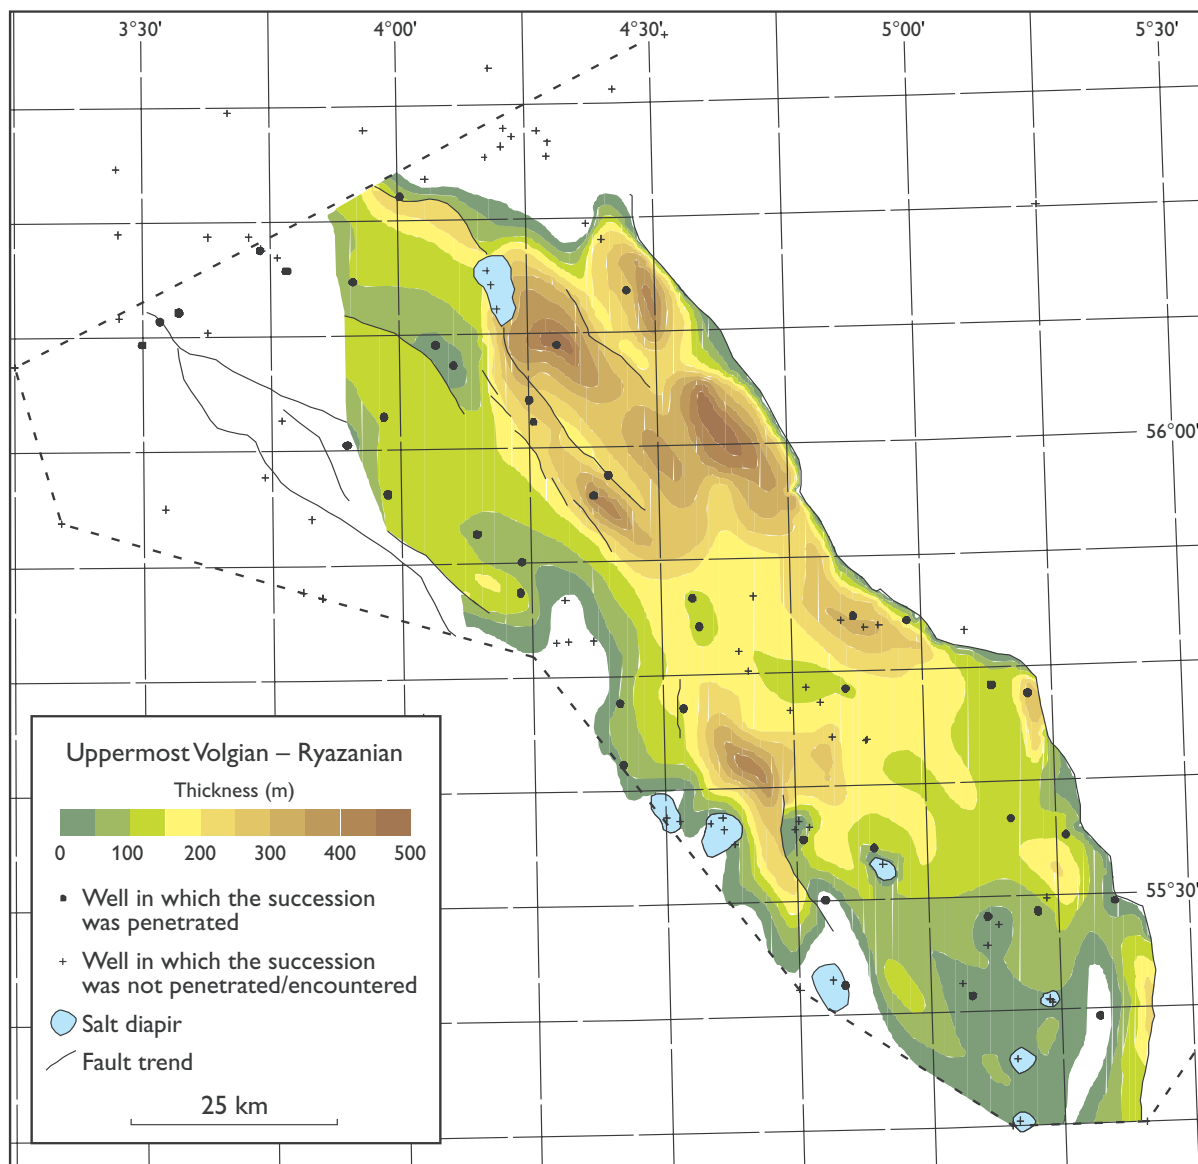 3°30' 4°00' 4°30' 5°00' 5°30'
56°00'
55°30'
Uppermost Volgian – Ryazanian
Thickness (m)
0 100 200 300 400 500
Well in which the succession
was penetrated
Well in which the succession
was not penetrated/encountered
Salt diapir
Fault trend
25 km